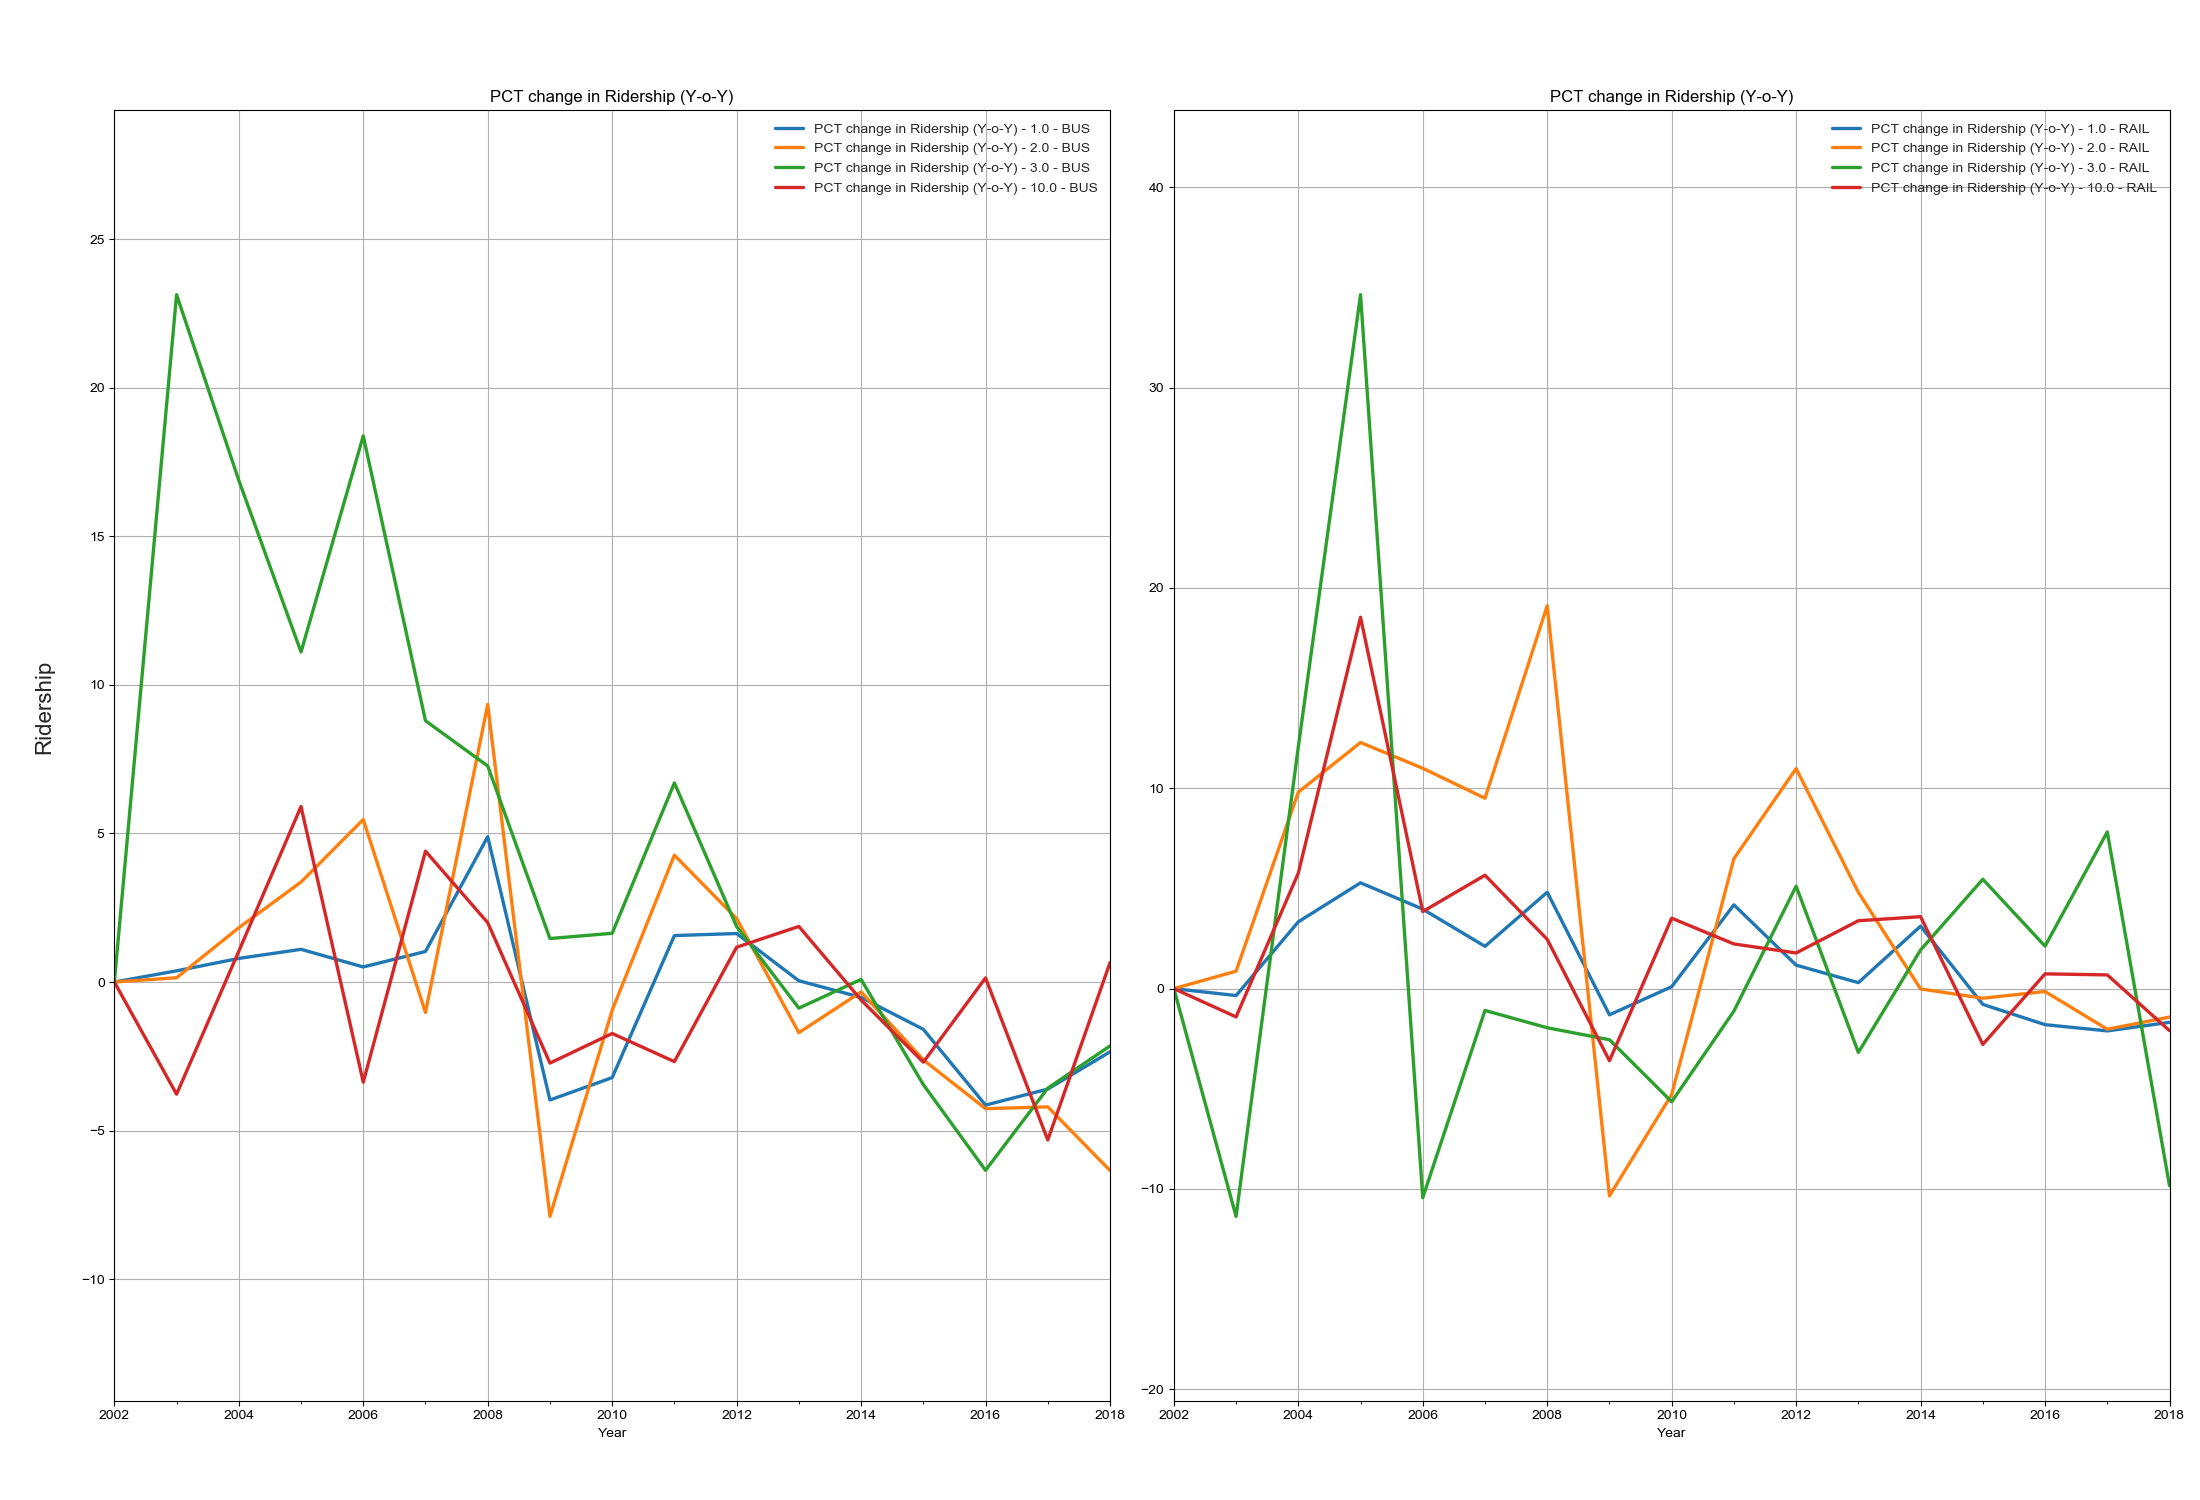 PCT change in Ridership (Y-o-Y)
PCT change in Ridership (Y-o-Y) - 1.0 - BUS
PCT change in Ridership (Y-o-Y) - 2.0 - BUS
PCT change in Ridership (Y-o-Y) - 3.0 - BUS
PCT change in Ridership (Y-o-Y) - 10.0 - BUS
25
20
15
10
5
0
−5
−10
Ridership
2002 2004 2006 2008 2010 2012 2014 2016 2018
Year
PCT change in Ridership (Y-o-Y)
PCT change in Ridership (Y-o-Y) - 1.0 - RAIL
PCT change in Ridership (Y-o-Y) - 2.0 - RAIL
PCT change in Ridership (Y-o-Y) - 3.0 - RAIL
PCT change in Ridership (Y-o-Y) - 10.0 - RAIL
40
30
20
10
0
−10
−20
2002 2004 2006 2008 2010 2012 2014 2016 2018
Year